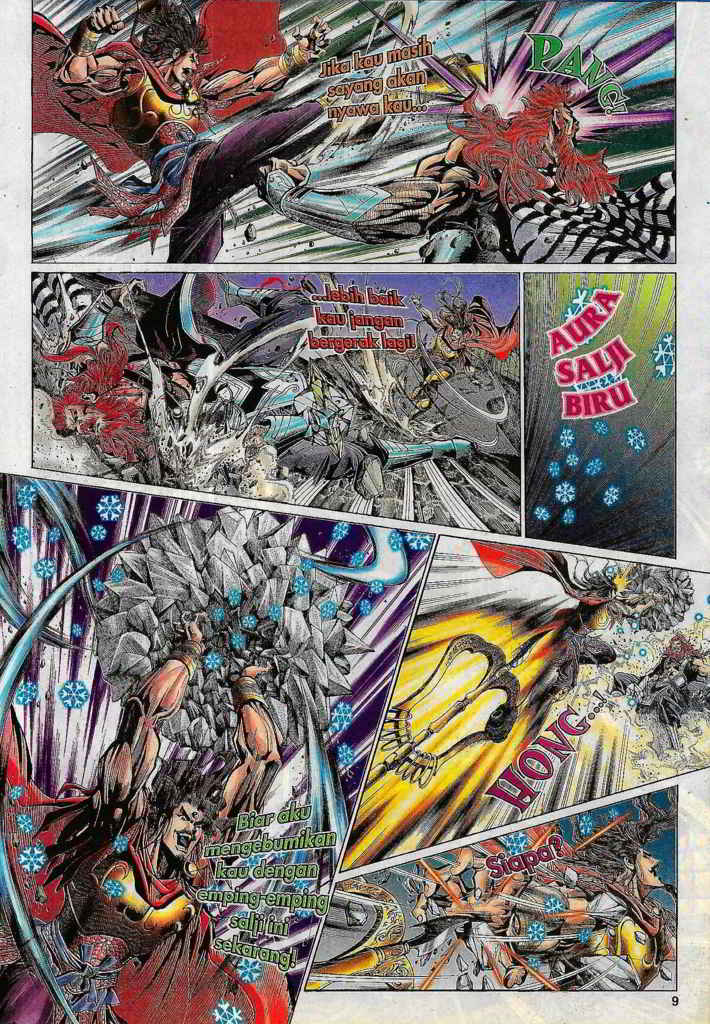 Jika kau masih
sayang akan
nyawa kau...
PANG!
...lebih baik
kau jangan
bergerak lagi!
AURA
SALJI
BIRU
Biar aku
mengebumikan
kau dengan
emping-emping
salji ini
sekarang!
HONG...!
Siapa?
9